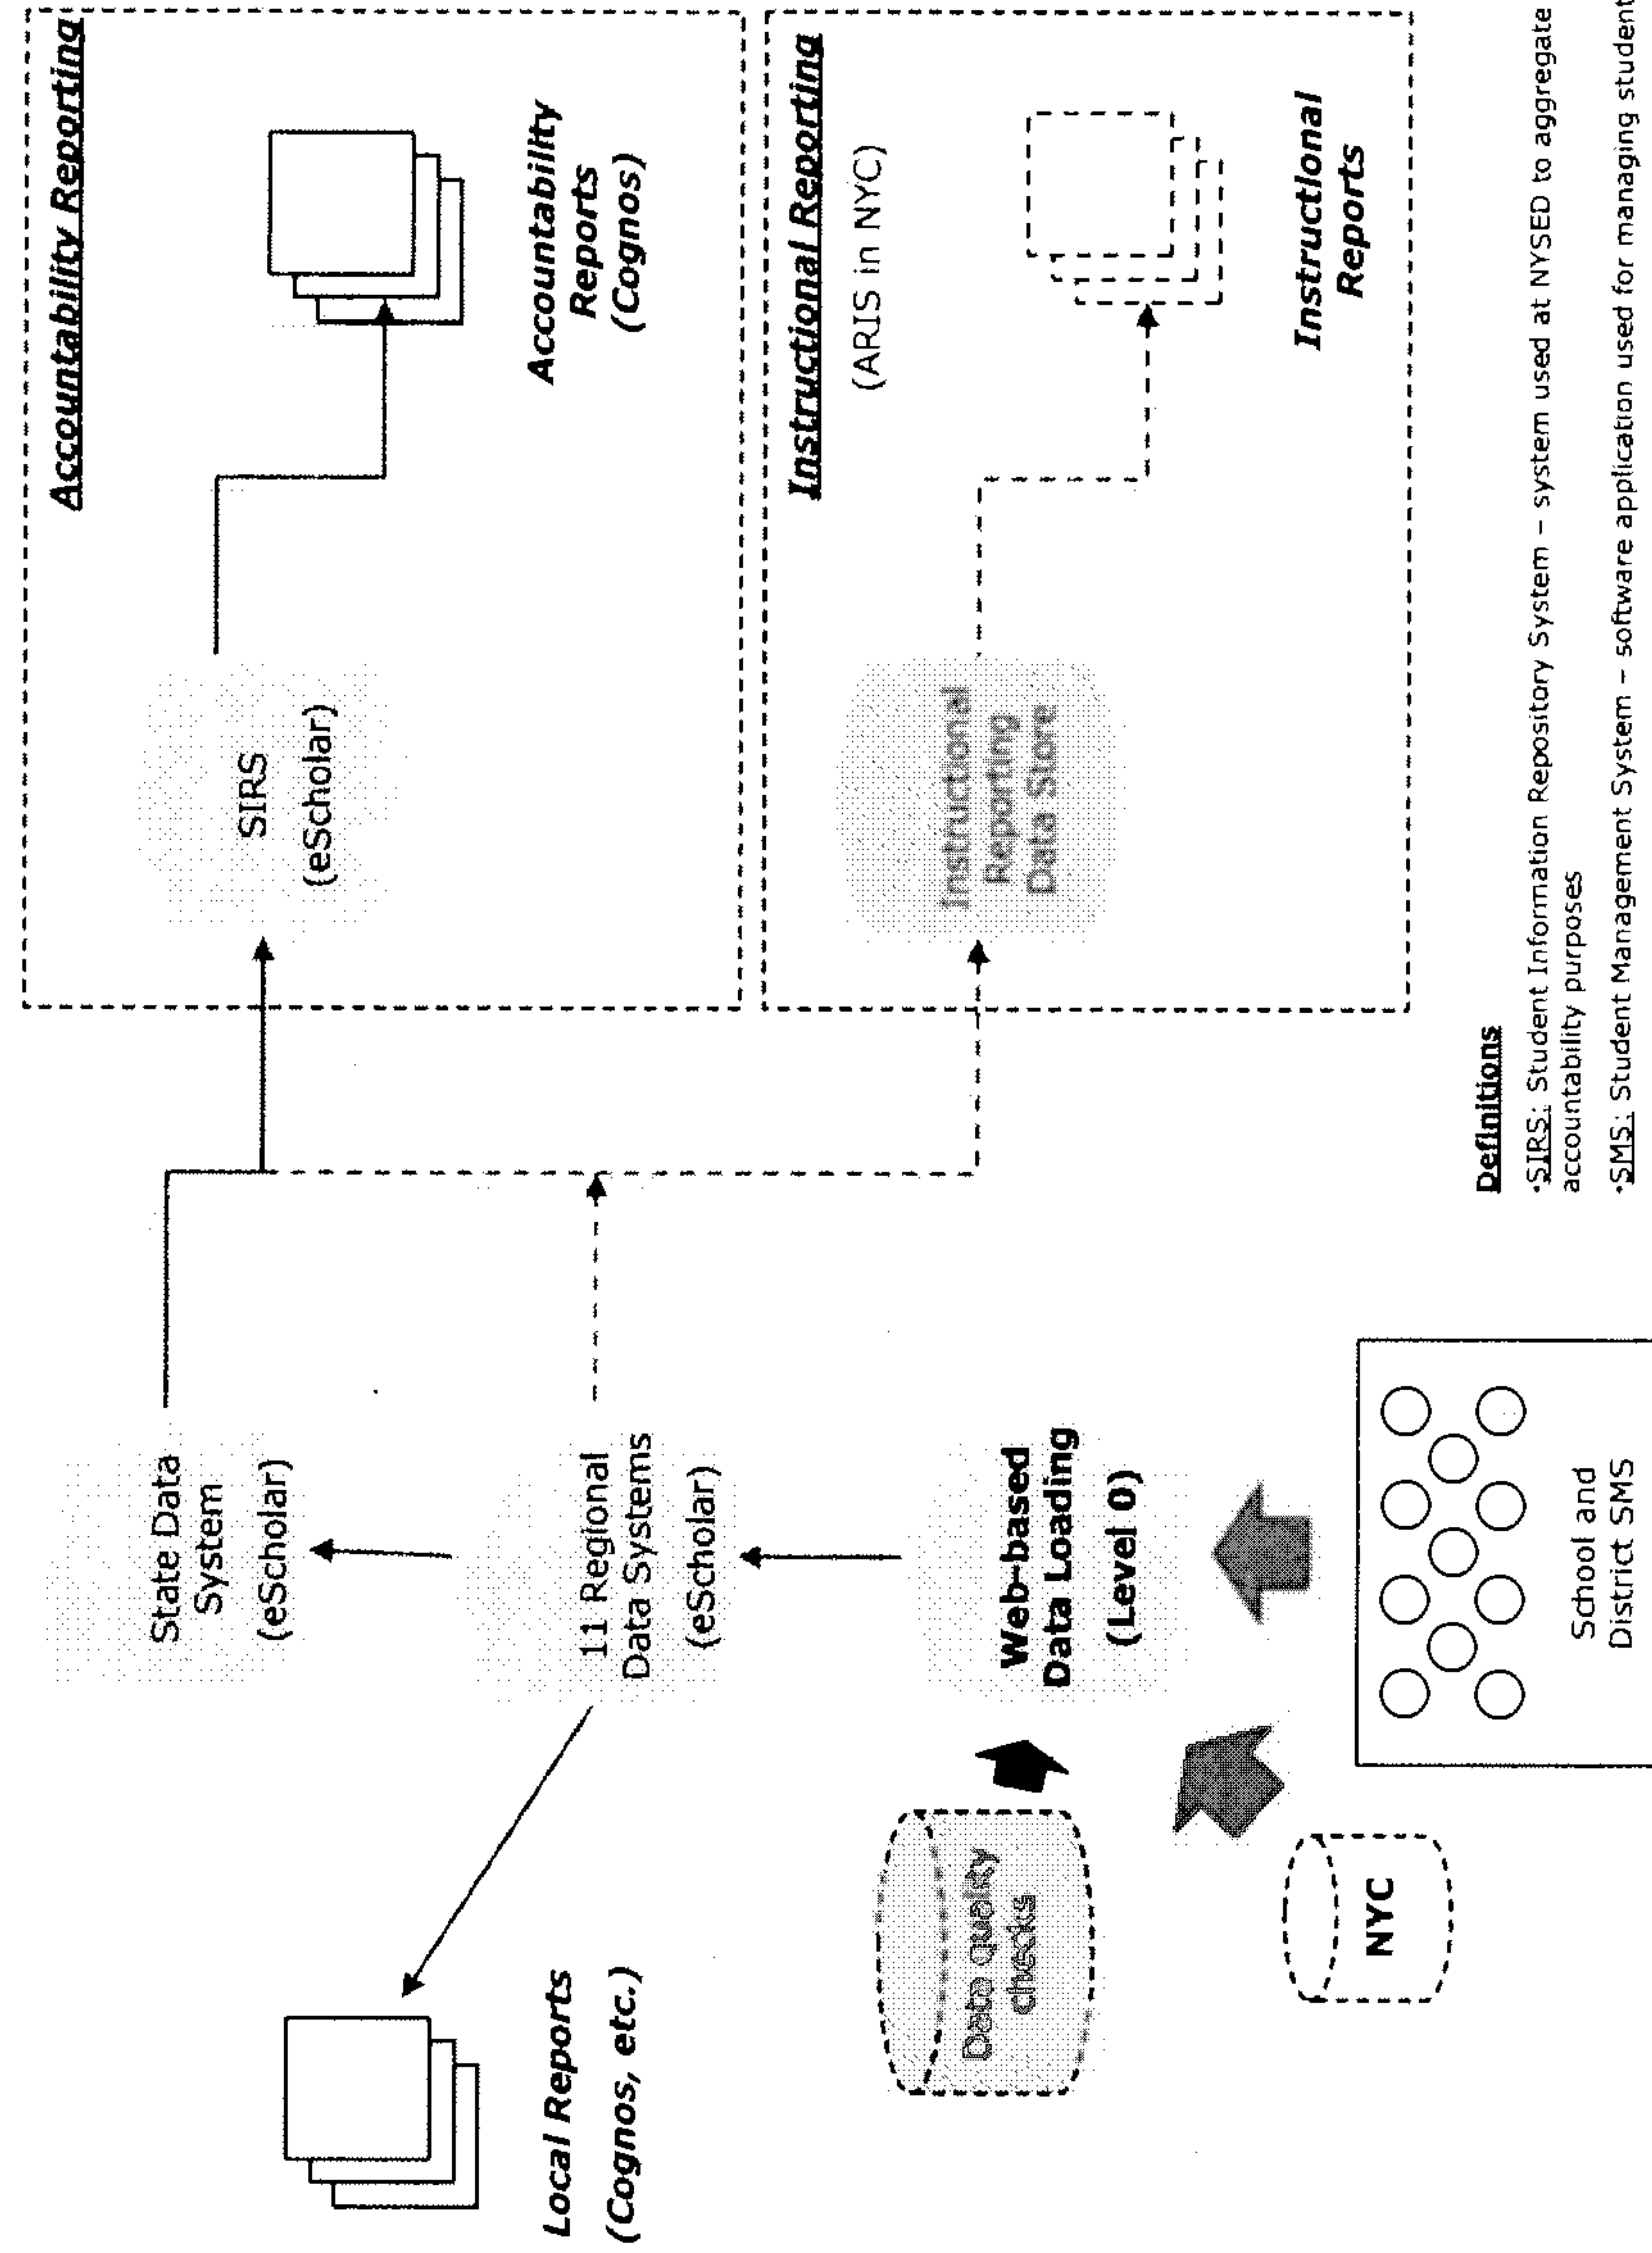 Accountability Reporting
State Data
System
(eScholar)
SIRS
(eScholar)
Accountability
Reports
(Cognos)
Local Reports
(Cognos, etc.)
11 Regional
Data Systems
(eScholar)
Instructional Reporting
(ARIS in NYC)
Instructional
Reporting
Data Store
Instructional
Reports
Data quality
checks
Web-based
Data Loading
(Level 0)
NYC
School and
District SMS
Definitions
•SIRS: Student Information Repository System – system used at NYSED to aggregate
accountability purposes
•SMS: Student Management System – software application used for managing student